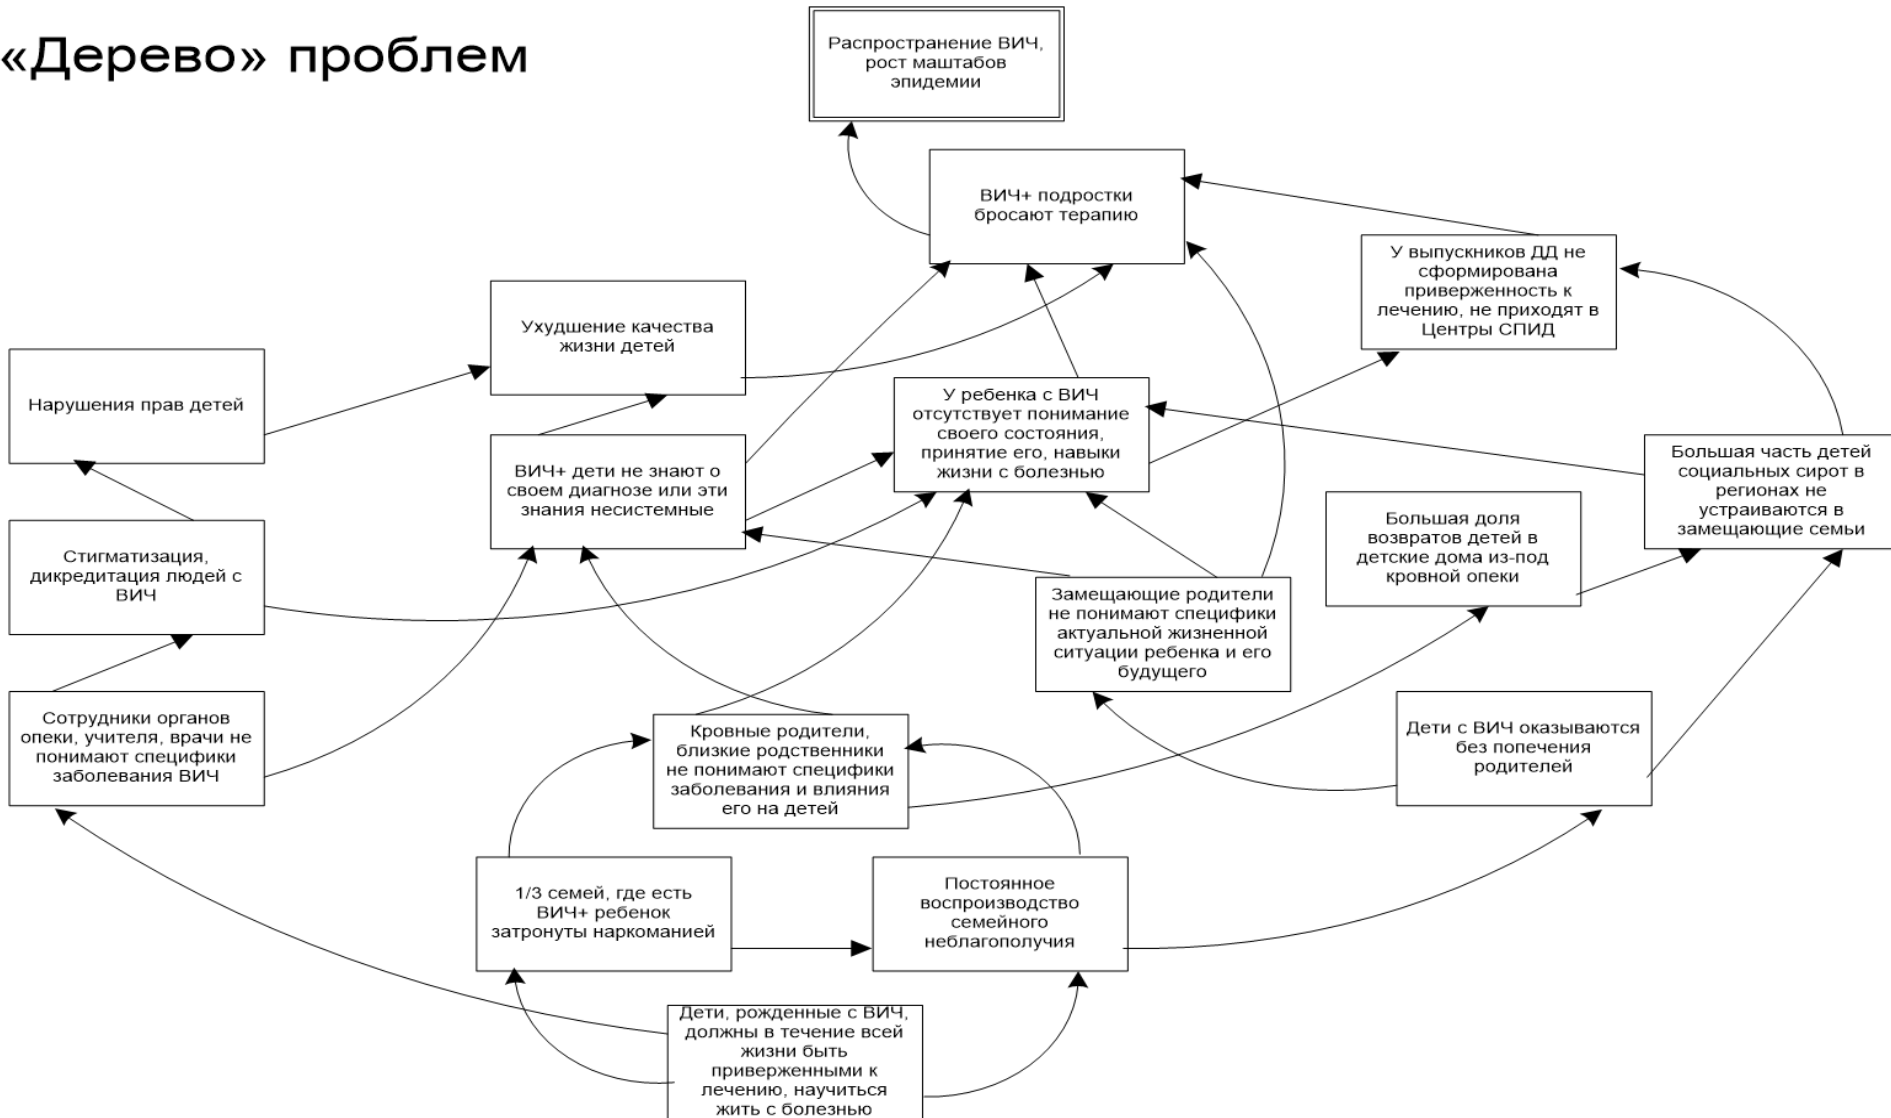 «Дерево» проблем
Распространение ВИЧ,
рост маштабов
эпидемии
ВИЧ+ подростки
бросают терапию
У выпускников ДД не
сформирована
приверженность к
лечению, не приходят в
Центры СПИД
Ухудшение качества
жизни детей
Нарушения прав детей
У ребенка с ВИЧ
отсутствует понимание
своего состояния,
принятие его, навыки
жизни с болезнью
ВИЧ+ дети не знают о
своем диагнозе или эти
знания несистемные
Большая часть детей
социальных сирот в
регионах не
устраиваются в
замещающие семьи
Большая доля
возвратов детей в
детские дома из-под
кровной опеки
Стигматизация,
дикредитация людей с
ВИЧ
Замещающие родители
не понимают специфики
актуальной жизненной
ситуации ребенка и его
будущего
Сотрудники органов
опеки, учителя, врачи не
понимают специфики
заболевания ВИЧ
Кровные родители,
близкие родственники
не понимают специфики
заболевания и влияния
его на детей
Дети с ВИЧ оказываются
без попечения
родителей
1/3 семей, где есть
ВИЧ+ ребенок
затронуты наркоманией
Постоянное
воспроизводство
семейного
неблагополучия
Дети, рожденные с ВИЧ,
должны в течение всей
жизни быть
приверженными к
лечению, научиться
жить с болезнью